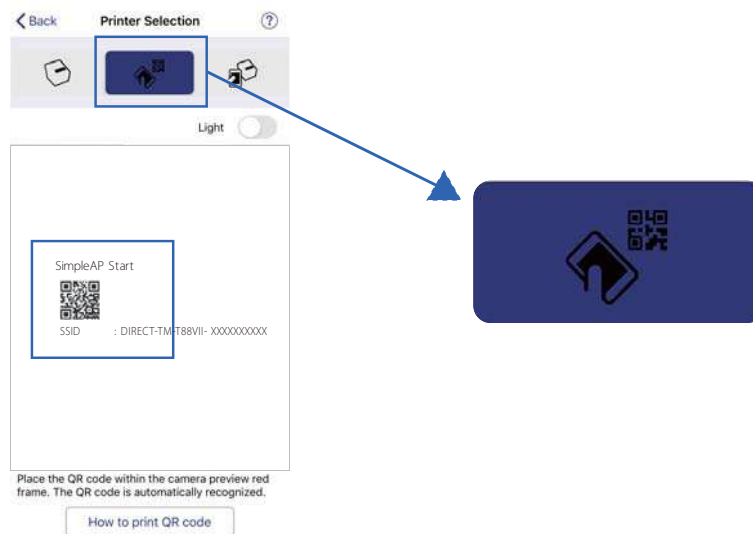 Back Printer Selection ?
Light
SimpleAP Start
SSID : DIRECT-TM-T88VII- XXXXXXXXXX
Place the QR code within the camera preview red
frame. The QR code is automatically recognized.
How to print QR code